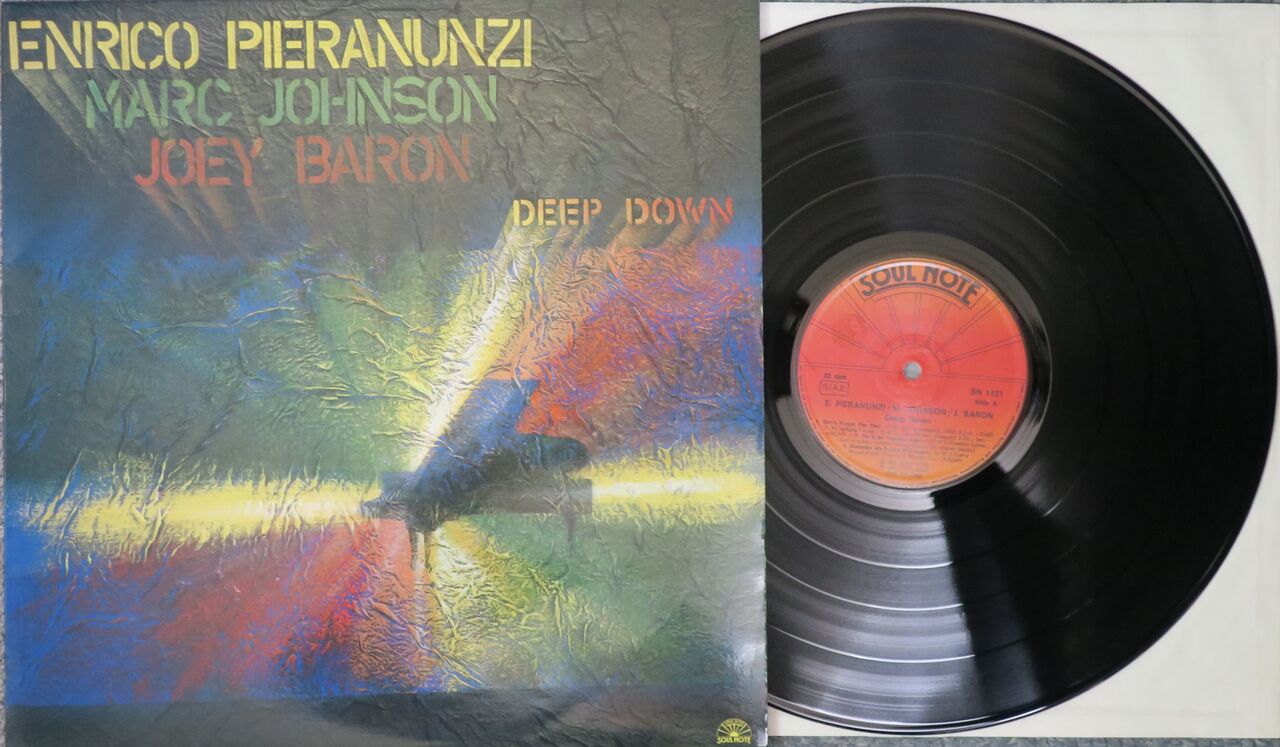 ENRICO PIERANUNZI
MARC JOHNSON
JOEY BARON
DEEP DOWN
SOUL NOTE
SOUL NOTE
33 rpm
S.I.A.E.
SN 1121
Side A
E. PIERANUNZI / M. JOHNSON / J. BARON
Deep Down